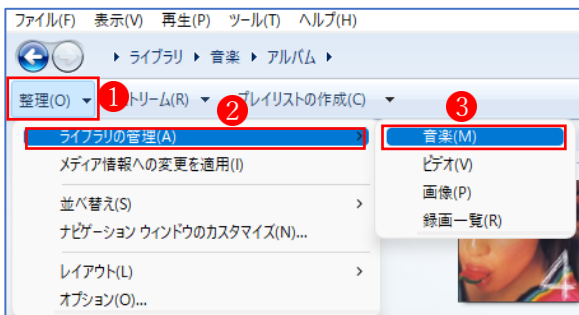 ファイル(F) 表示(V) 再生(P) ツール(T) ヘルプ(H)
ライブラリ 音楽 アルバム
整理(O) 1 トリーム(R) プレイリストの作成(C)
2 3
ライブラリの管理(A) 音楽(M)
メディア情報への変更を適用(I) ビデオ(V)
画像(P)
並べ替え(S) 録画一覧(R)
ナビゲーション ウィンドウのカスタマイズ(N)...
レイアウト(L)
オプション(O)...
4